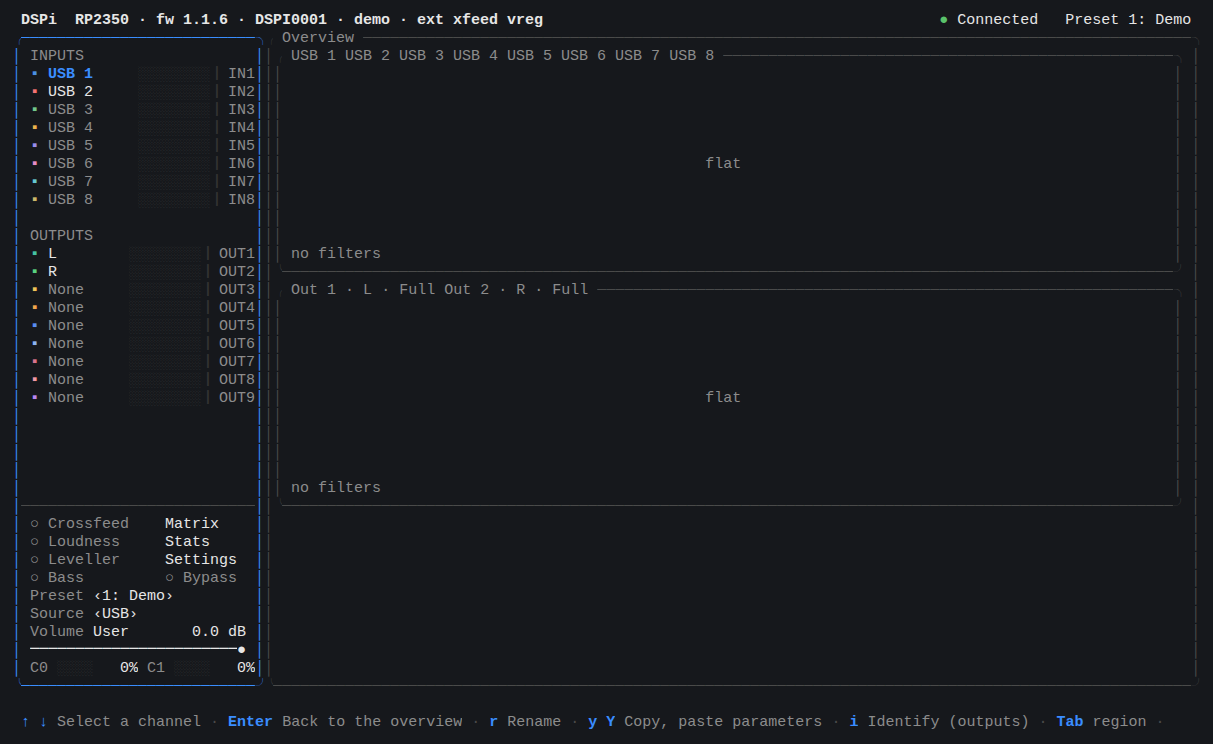 DSPi  RP2350 · fw 1.1.6 · DSPI0001 · demo · ext xfeed vreg  ● Connected  Preset 1: Demo
Overview
INPUTS
USB 1 USB 2 USB 3 USB 4 USB 5 USB 6 USB 7 USB 8
USB 1 IN1
USB 2 IN2
USB 3 IN3
USB 4 IN4
USB 5 IN5
USB 6 IN6
flat
USB 7 IN7
USB 8 IN8
OUTPUTS
L OUT1
no filters
R OUT2
None OUT3
Out 1 · L · Full Out 2 · R · Full
None OUT4
None OUT5
None OUT6
None OUT7
None OUT8
None OUT9
flat
no filters
○ Crossfeed Matrix
○ Loudness Stats
○ Leveller Settings
○ Bass ○ Bypass
Preset ‹1: Demo›
Source ‹USB›
Volume User 0.0 dB
C0 0% C1 0%
↑ ↓ Select a channel · Enter Back to the overview · r Rename · y Y Copy, paste parameters · i Identify (outputs) · Tab region ·